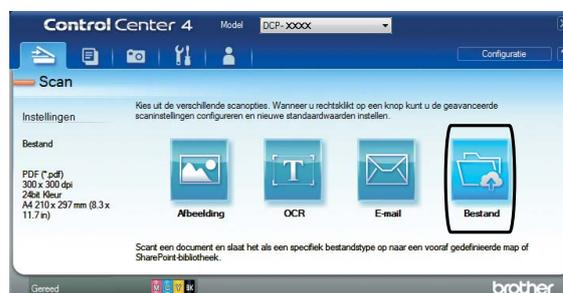 Control Center 4 Model DCP-XXXX
Configuratie
Scan
Kies uit de verschillende scanopties. Wanneer u rechtsklikt op een knop kunt u de geavanceerde
scaninstellingen configureren en nieuwe standaardwaarden instellen.
Instellingen
Bestand
PDF (*.pdf)
300 x 300 dpi
24bit Kleur
A4 210 x 297 mm (8.3 x
11.7 in)
T
Afbeelding OCR E-mail Bestand
Scant een document en slaat het als een specifiek bestandstype op naar een vooraf gedefinieerde map of
SharePoint-bibliotheek.
Gereed M C Y BK brother